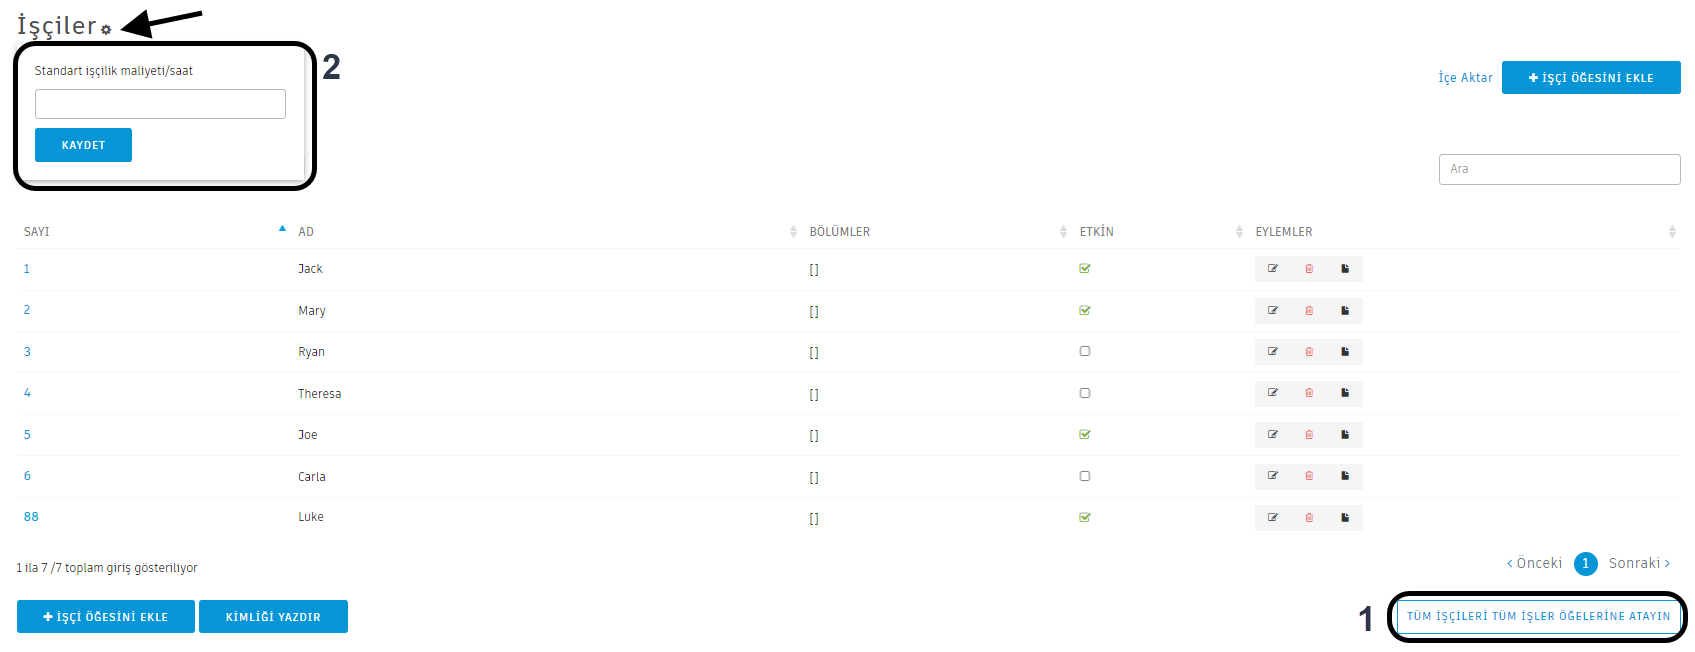 İşçiler
Standart işçilik maliyeti/saat
2
KAYDET
İçe Aktar
+ İŞÇİ ÖĞESİNİ EKLE
Ara
SAYI AD BÖLÜMLER ETKİN EYLEMLER
1 Jack []
2 Mary []
3 Ryan []
4 Theresa []
5 Joe []
6 Carla []
88 Luke []
1 ila 7 /7 toplam giriş gösteriliyor
< Önceki 1 Sonraki >
+ İŞÇİ ÖĞESİNİ EKLE
KİMLİĞİ YAZDIR
1
TÜM İŞÇİLERİ TÜM İŞLER ÖĞELERİNE ATAYIN